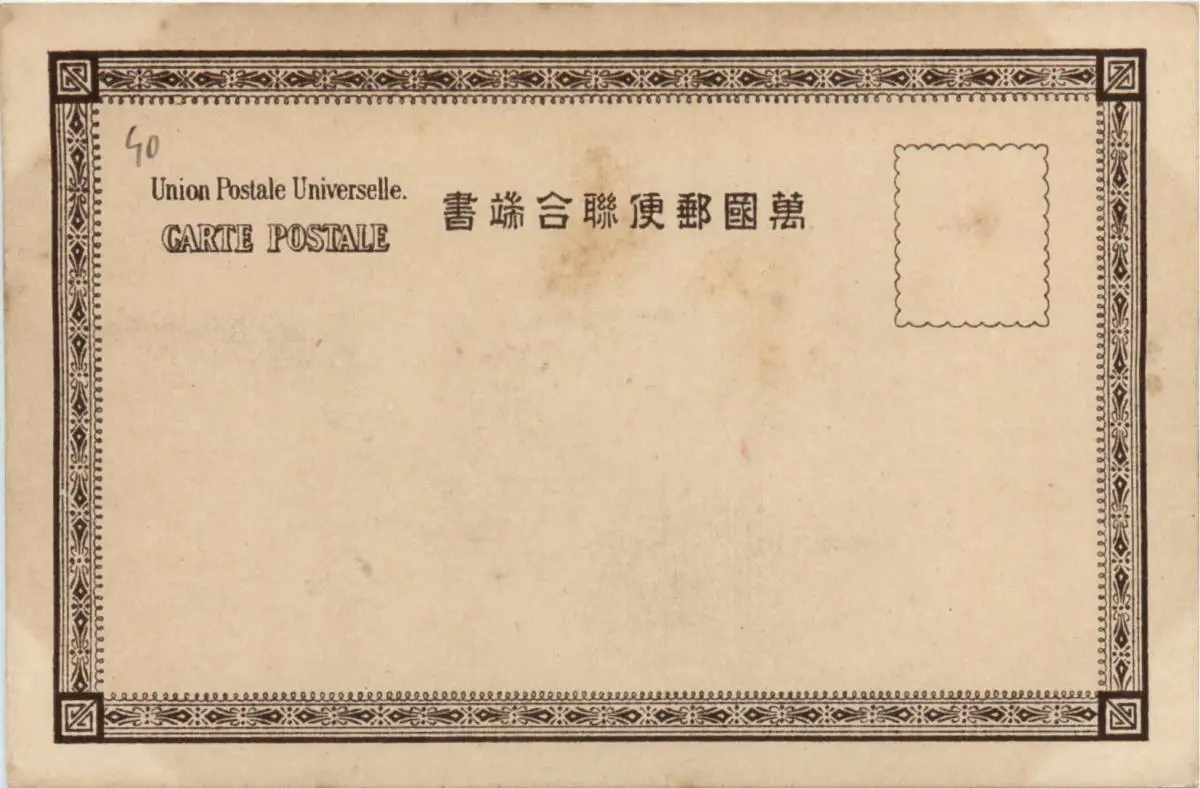 40
Union Postale Universelle.
CARTE POSTALE
萬國郵便聯合端書